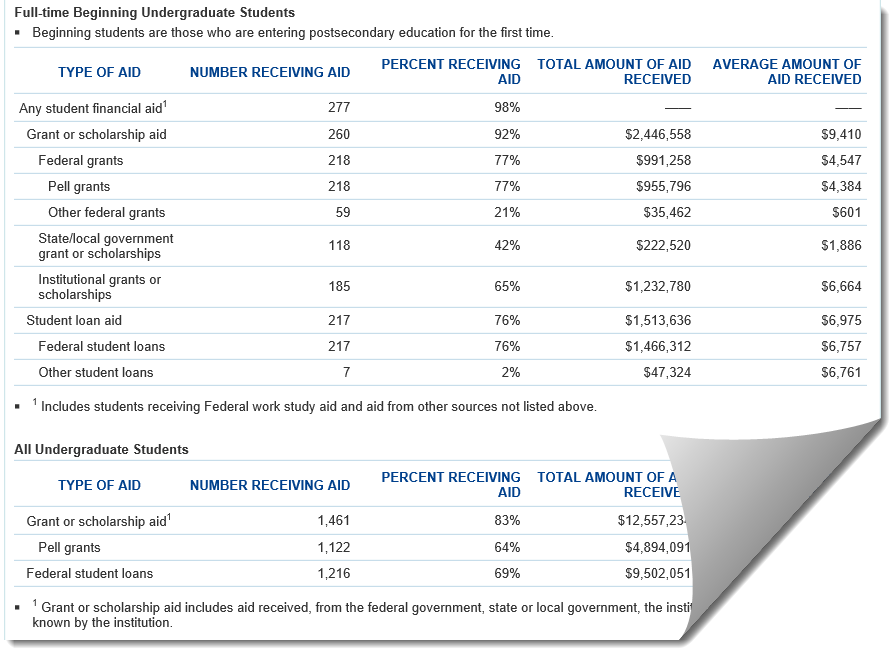 Full-time Beginning Undergraduate Students
▪ Beginning students are those who are entering postsecondary education for the first time.
TYPE OF AID NUMBER RECEIVING AID PERCENT RECEIVING AID TOTAL AMOUNT OF AID RECEIVED AVERAGE AMOUNT OF AID RECEIVED
Any student financial aid¹ 277 98% —— ——
Grant or scholarship aid 260 92% $2,446,558 $9,410
Federal grants 218 77% $991,258 $4,547
Pell grants 218 77% $955,796 $4,384
Other federal grants 59 21% $35,462 $601
State/local government grant or scholarships 118 42% $222,520 $1,886
Institutional grants or scholarships 185 65% $1,232,780 $6,664
Student loan aid 217 76% $1,513,636 $6,975
Federal student loans 217 76% $1,466,312 $6,757
Other student loans 7 2% $47,324 $6,761
▪ ¹ Includes students receiving Federal work study aid and aid from other sources not listed above.
All Undergraduate Students
TYPE OF AID NUMBER RECEIVING AID PERCENT RECEIVING AID TOTAL AMOUNT OF RECEIVE
Grant or scholarship aid¹ 1,461 83% $12,557,23
Pell grants 1,122 64% $4,894,091
Federal student loans 1,216 69% $9,502,051
▪ ¹ Grant or scholarship aid includes aid received, from the federal government, state or local government, the insti
known by the institution.